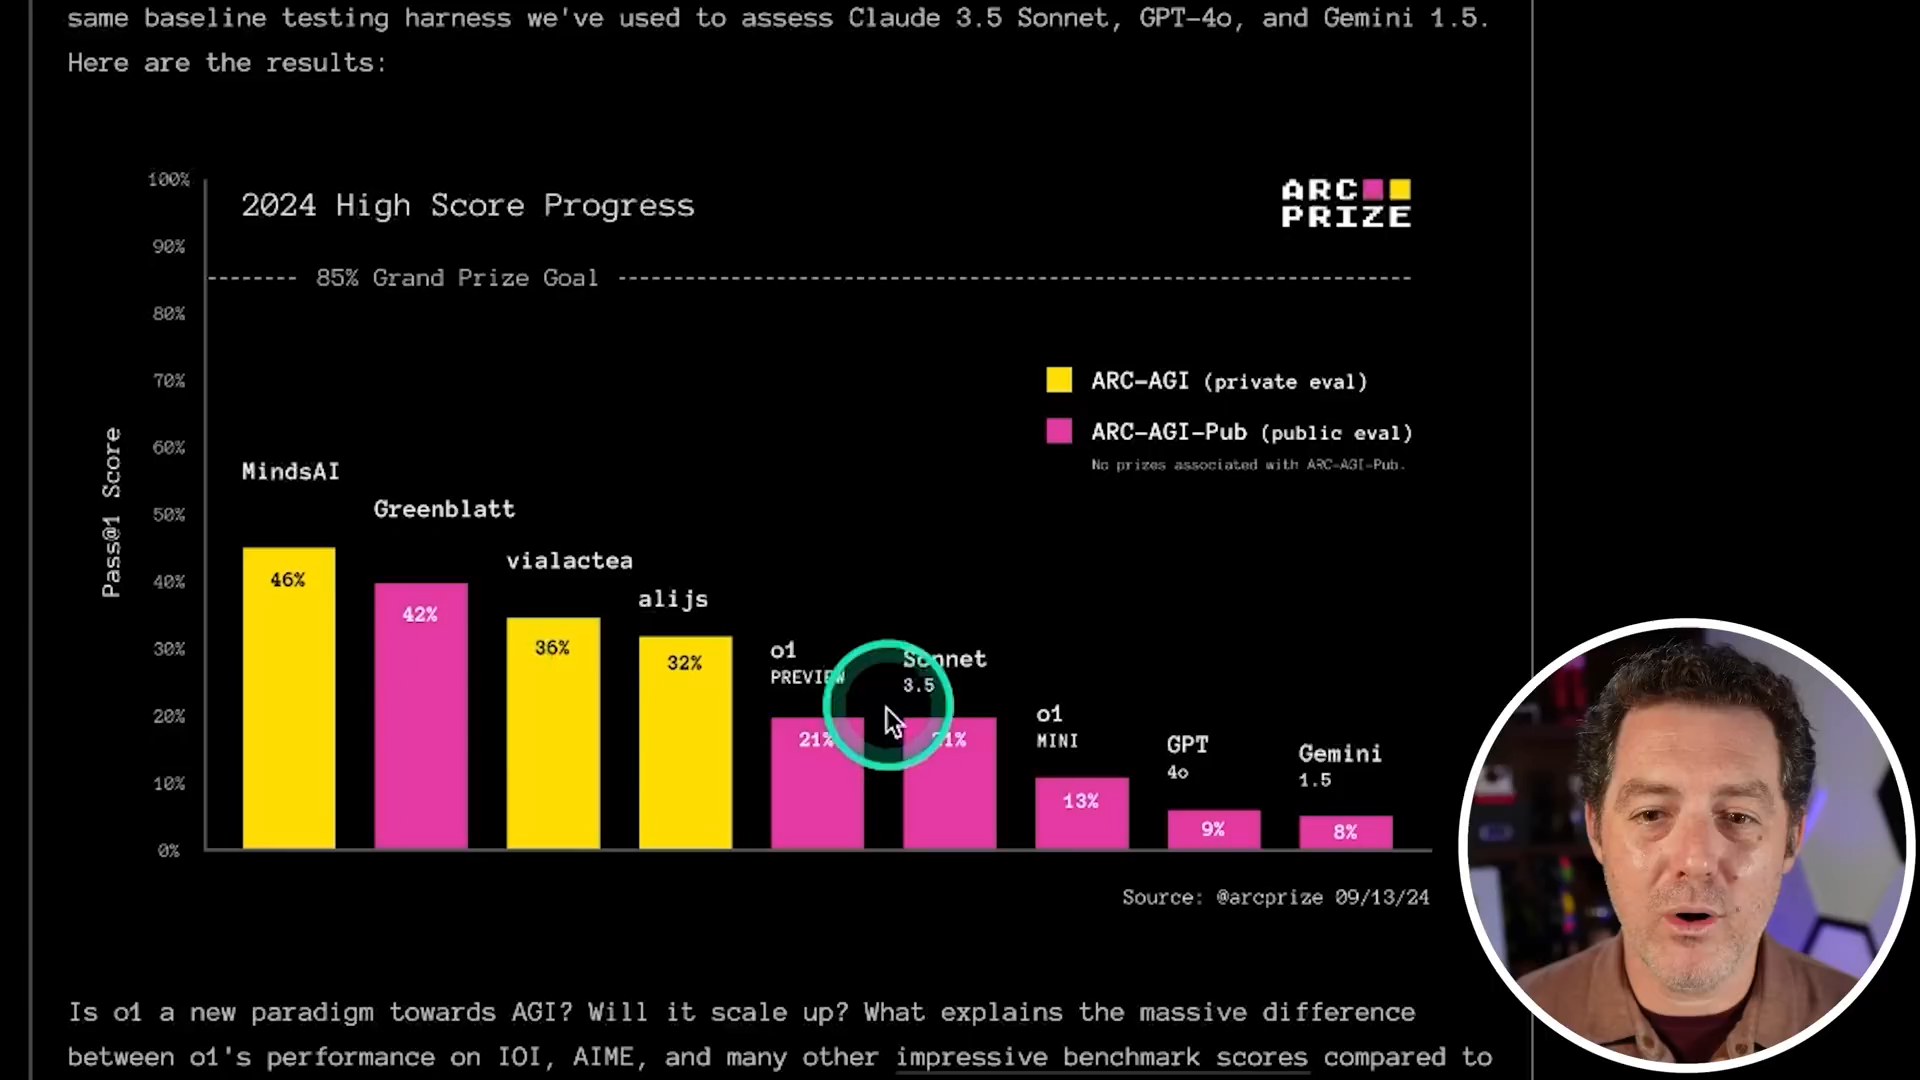 same baseline testing harness we've used to assess Claude 3.5 Sonnet, GPT-4o, and Gemini 1.5.
Here are the results:
100%
2024 High Score Progress
ARC
PRIZE
90%
85% Grand Prize Goal
80%
70%
ARC-AGI (private eval)
ARC-AGI-Pub (public eval)
No prizes associated with ARC-AGI-Pub.
60%
Pass@1 Score
50%
40%
30%
20%
10%
0%
MindsAI
46%
Greenblatt
42%
vialactea
36%
alijs
32%
o1
PREVIEW
21%
Sonnet
3.5
21%
o1
MINI
13%
GPT
4o
9%
Gemini
1.5
8%
Source: @arcprize 09/13/24
Is o1 a new paradigm towards AGI? Will it scale up? What explains the massive difference
between o1's performance on IOI, AIME, and many other impressive benchmark scores compared to